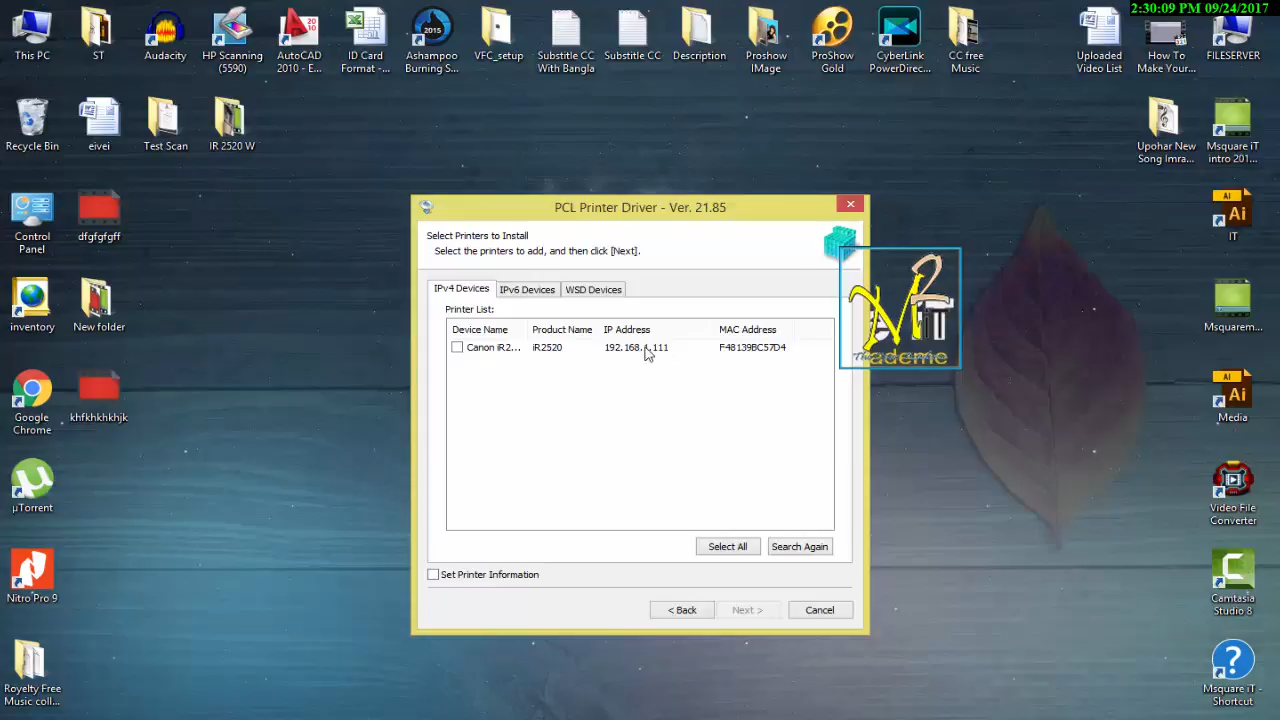 2:30:09 PM 09/24/2017
This PC
ST
Audacity
HP Scanning
(5590)
AutoCAD
2010 - E...
ID Card
Format -...
Ashampoo
Burning S...
VFC_setup
Substitle CC
With Bangla
Substitle CC
Description
Proshow
IMage
ProShow
Gold
CyberLink
PowerDirec...
CC free
Music
Uploaded
Video List
How To
Make Your...
FILESERVER
Recycle Bin
eivei
Test Scan
IR 2520 W
Upohar New
Song Imra...
Msquare iT
intro 201...
Control
Panel
dfgfgfgff
IT
inventory
New folder
Msquarem...
Google
Chrome
khfkhkhkhjk
Media
µTorrent
Video File
Converter
Nitro Pro 9
Camtasia
Studio 8
Royelty Free
Music coll...
Msquare iT -
Shortcut
PCL Printer Driver - Ver. 21.85
Select Printers to Install
Select the printers to add, and then click [Next].
IPv4 Devices
IPv6 Devices
WSD Devices
Printer List:
Device Name Product Name IP Address MAC Address
Canon iR2... iR2520 192.168.1.111 F48139BC57D4
Select All
Search Again
Set Printer Information
< Back
Next >
Cancel